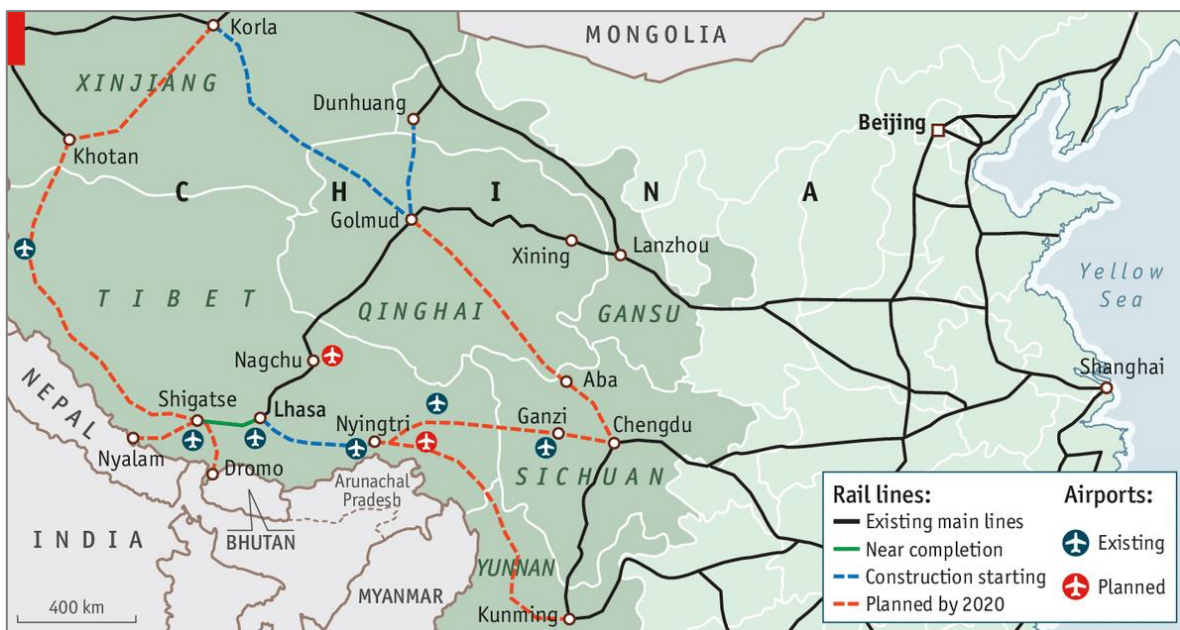 MONGOLIA
Korla
XINJIANG
Dunhuang
Beijing
Khotan
C H I N A
Golmud
Xining
Lanzhou
Yellow
Sea
TIBET
QINGHAI
GANSU
Nagchu
Shanghai
NEPAL
Shigatse
Lhasa
Aba
Nyingtri
Ganzi
Chengdu
Nyalam
Dromo
SICHUAN
Arunachal
Pradesh
INDIA
BHUTAN
YUNNAN
MYANMAR
Kunming
400 km
Rail lines:
Existing main lines
Near completion
Construction starting
Planned by 2020
Airports:
Existing
Planned